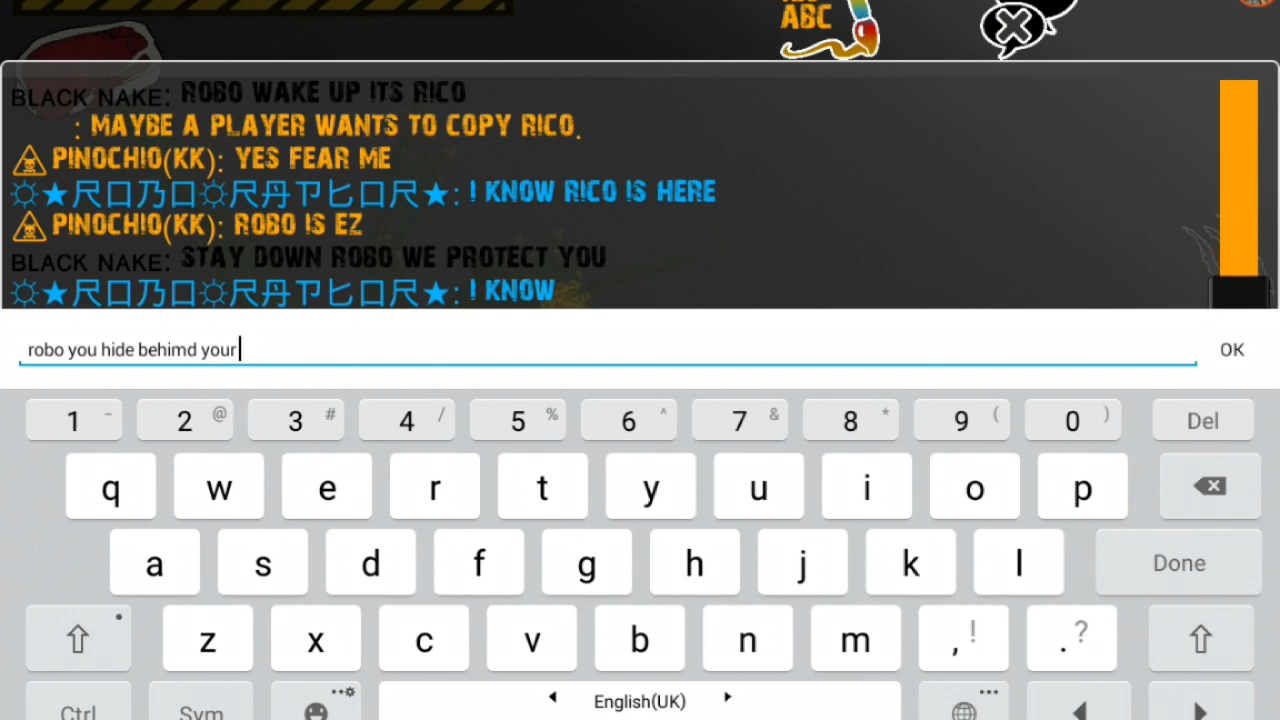 ABC
BLACK NAKE: ROBO WAKE UP ITS RICO
: MAYBE A PLAYER WANTS TO COPY RICO.
PINOCHIO(KK): YES FEAR ME
☼★尺口乃口☼尺丹卩匕口尺★: I KNOW RICO IS HERE
PINOCHIO(KK): ROBO IS EZ
BLACK NAKE: STAY DOWN ROBO WE PROTECT YOU
☼★尺口乃口☼尺丹卩匕口尺★: I KNOW
robo you hide behimd your OK
1 - 2 @ 3 # 4 / 5 % 6 ^ 7 & 8 * 9 ( 0 ) Del
q w e r t y u i o p
a s d f g h j k l Done
z x c v b n m , ! . ?
Ctrl Sym English(UK)